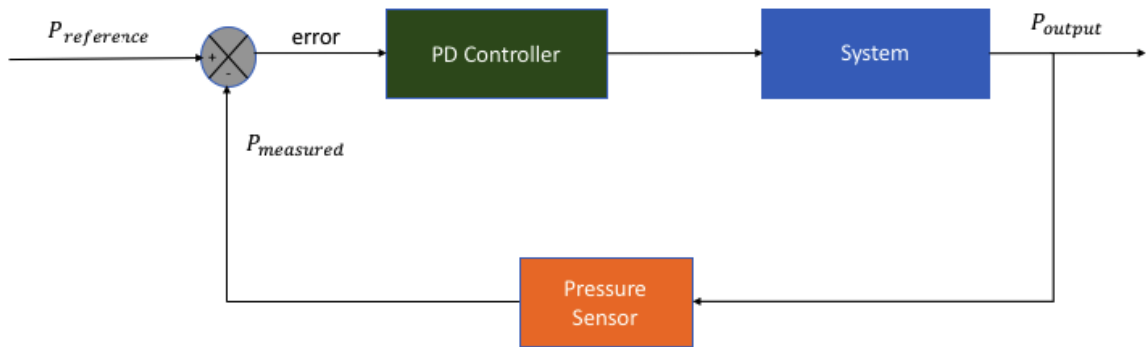 P_reference
error
PD Controller
System
P_output
+
-
P_measured
Pressure
Sensor